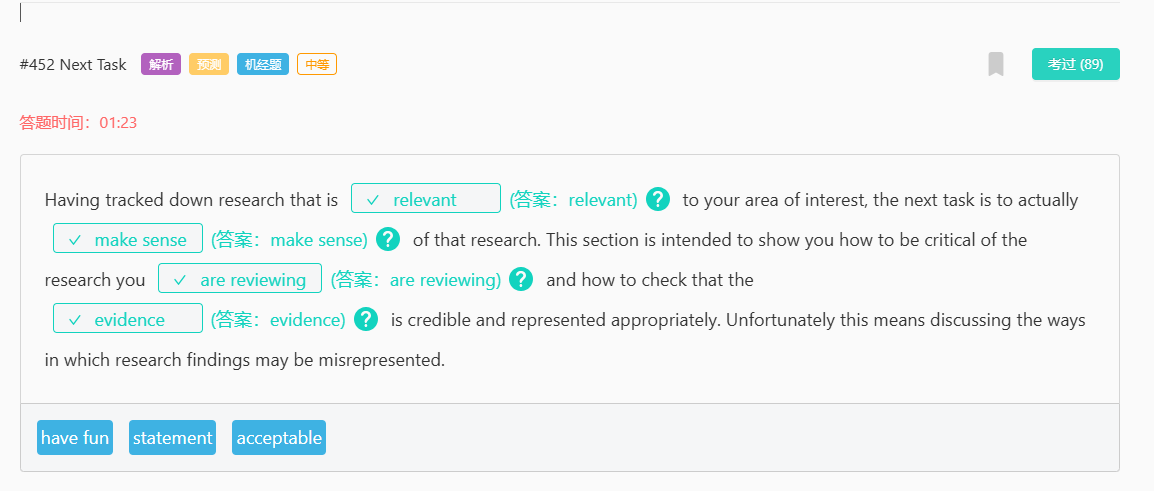 #452 Next Task 解析 预测 机经题 中等 考过 (89)
答题时间：01:23
Having tracked down research that is ✓ relevant (答案：relevant) ? to your area of interest, the next task is to actually
✓ make sense (答案：make sense) ? of that research. This section is intended to show you how to be critical of the
research you ✓ are reviewing (答案：are reviewing) ? and how to check that the
✓ evidence (答案：evidence) ? is credible and represented appropriately. Unfortunately this means discussing the ways
in which research findings may be misrepresented.
have fun statement acceptable